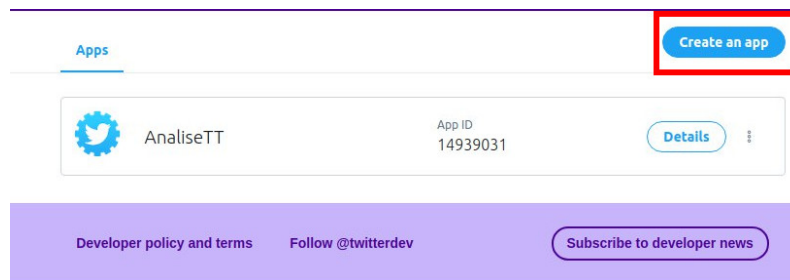 Apps
Create an app
AnaliseTT
App ID
14939031
Details
Developer policy and terms
Follow @twitterdev
Subscribe to developer news